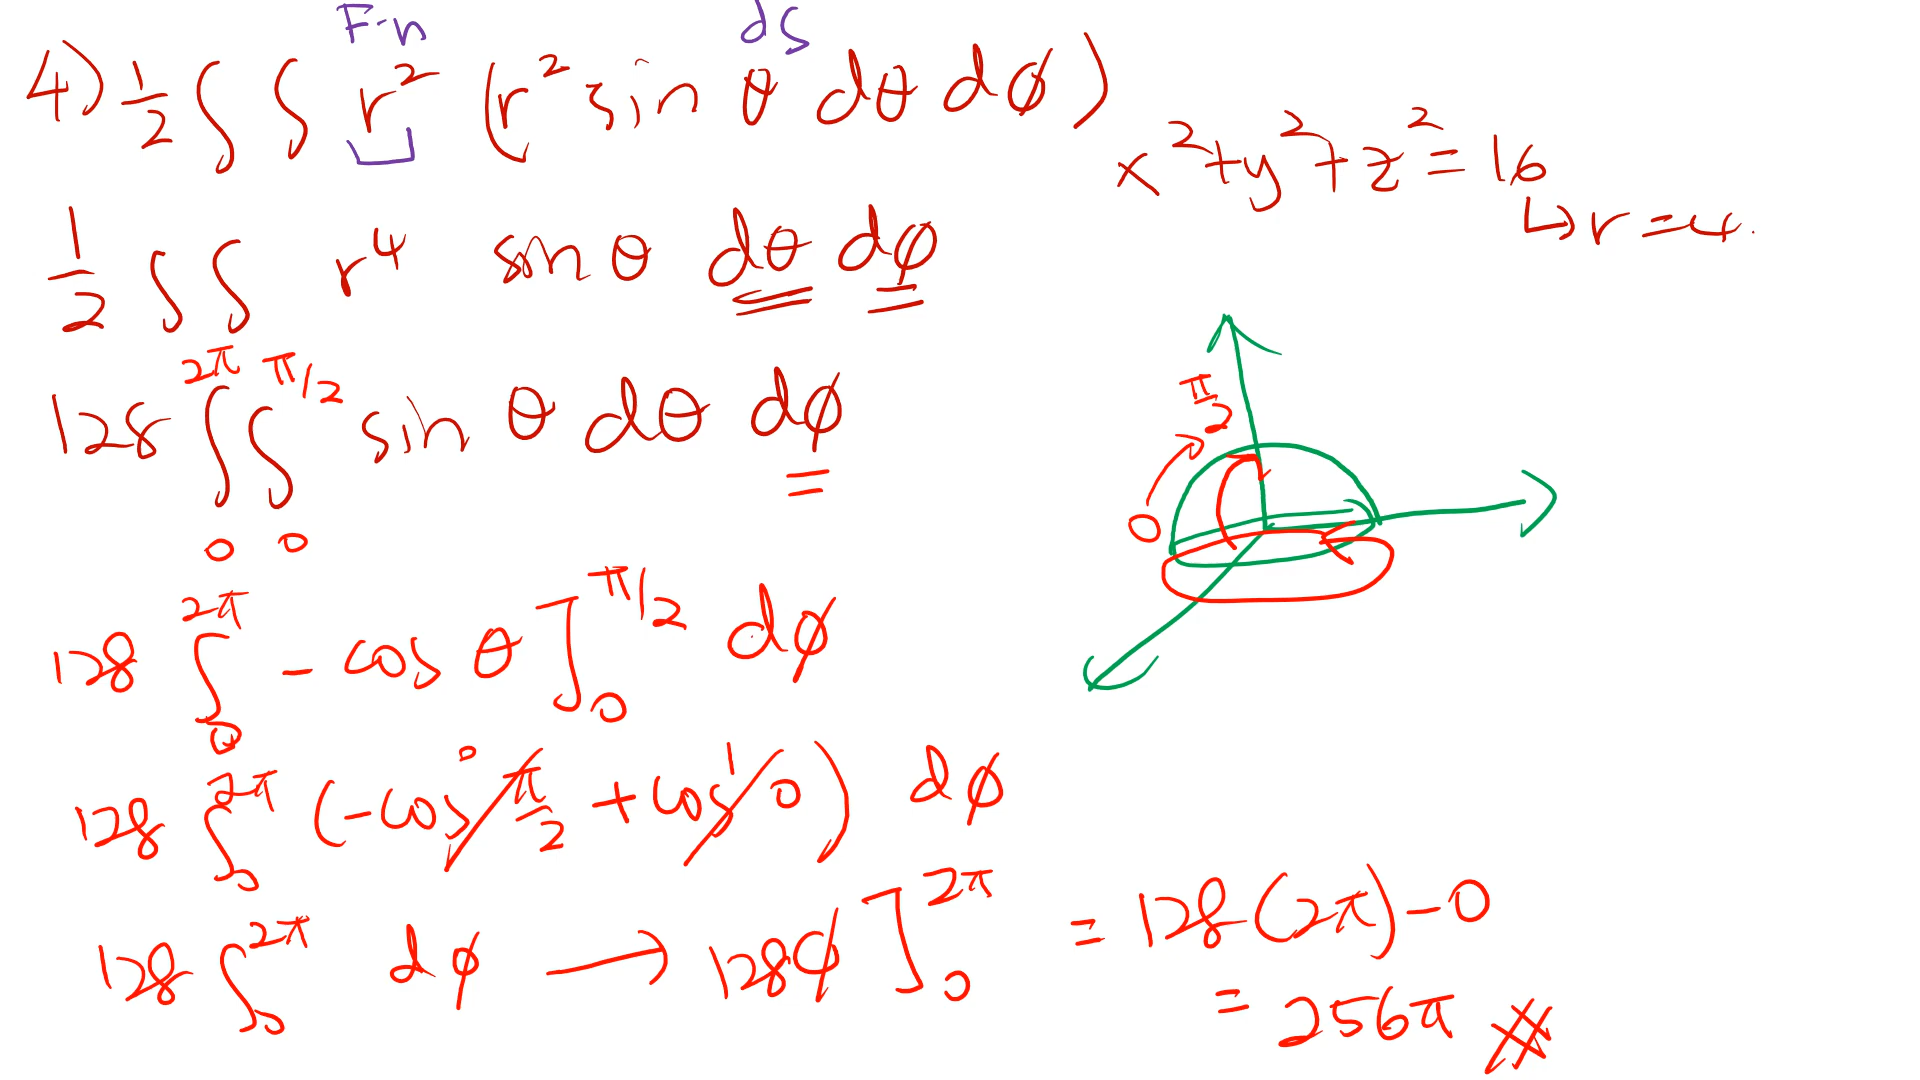 F·n ds
4) 1/2 ∫∫ r² (r² sin θ dθ dϕ)
x²+y²+z²=16
↳ r=4.
1/2 ∫∫ r⁴ sin θ dθ dϕ
128 ∫₀^2π ∫₀^π/2 sin θ dθ dϕ
π/2
0
128 ∫₀^2π - cos θ ]₀^π/2 dϕ
128 ∫₀^2π (-cos π/2 + cos 0) dϕ
0 1
128 ∫₀^2π dϕ → 128ϕ ]₀^2π
= 128(2π)-0
= 256π #